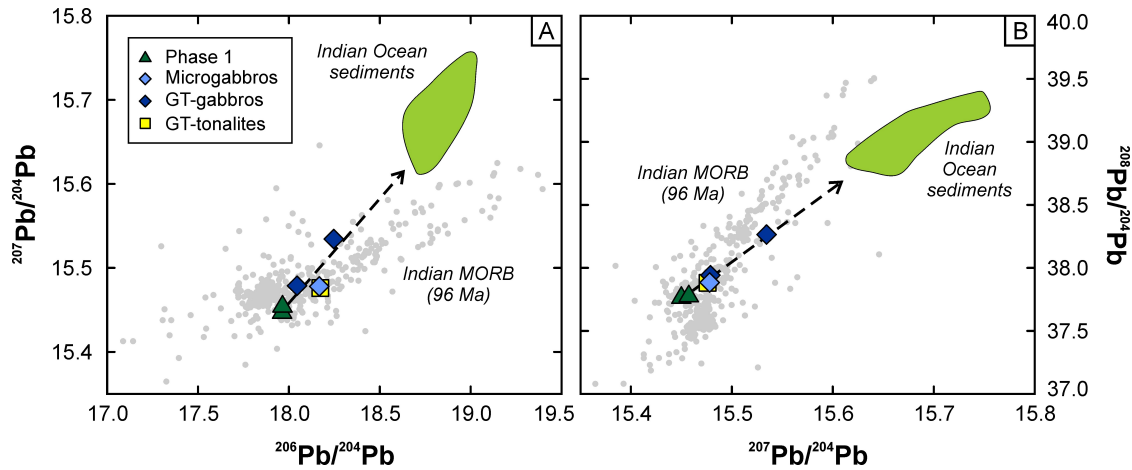 A
15.8
15.7
15.6
15.5
15.4
207Pb/204Pb
Phase 1
Microgabbros
GT-gabbros
GT-tonalites
Indian Ocean
sediments
Indian MORB
(96 Ma)
17.0 17.5 18.0 18.5 19.0 19.5
206Pb/204Pb
B
Indian MORB
(96 Ma)
Indian
Ocean
sediments
40.0
39.5
39.0
38.5
38.0
37.5
37.0
208Pb/204Pb
15.4 15.5 15.6 15.7 15.8
207Pb/204Pb